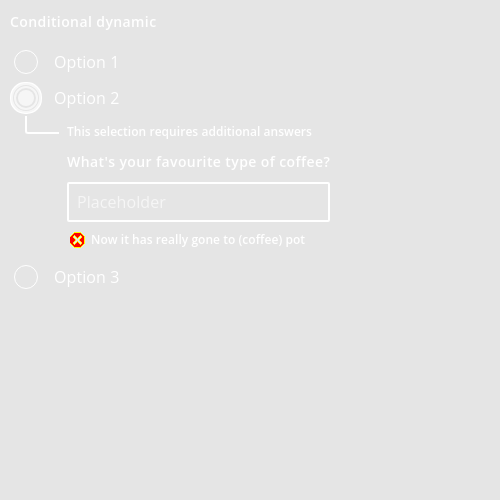 Conditional dynamic
Option 1
Option 2
This selection requires additional answers
What's your favourite type of coffee?
Placeholder
Now it has really gone to (coffee) pot
Option 3